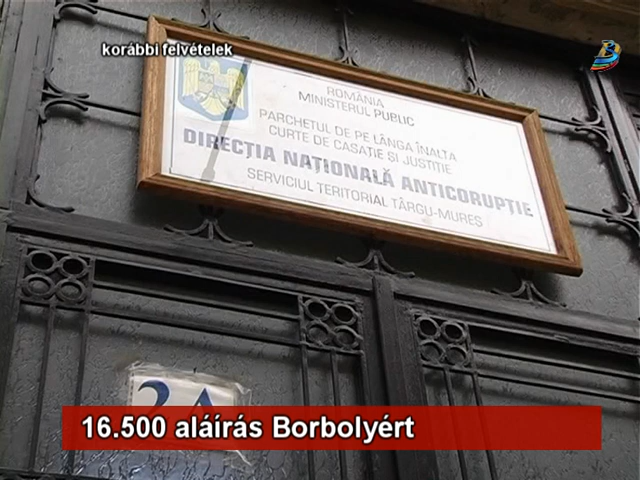 korábbi felvételek
ROMÂNIA
MINISTERUL PUBLIC
PARCHETUL DE PE LÂNGA ÎNALTA
CURTE DE CASAȚIE ȘI JUSTIȚIE
DIRECȚIA NAȚIONALĂ ANTICORUPȚIE
SERVICIUL TERITORIAL TÂRGU-MUREȘ
2A
16.500 aláírás Borbolyért